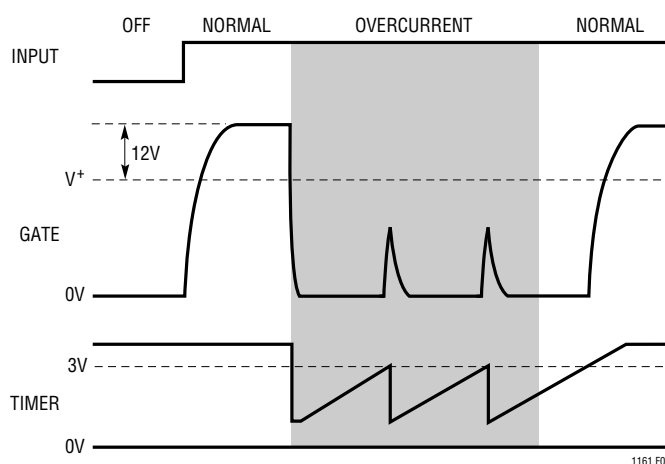 OFF NORMAL OVERCURRENT NORMAL
INPUT
12V
V+
GATE
0V
3V
TIMER
0V
1161 F0